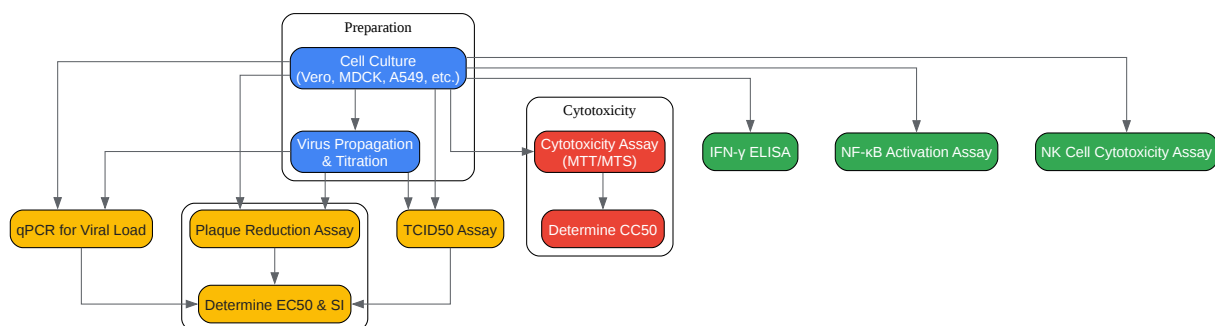 Preparation
Cell Culture
(Vero, MDCK, A549, etc.)
Cytotoxicity
Virus Propagation
& Titration
Cytotoxicity Assay
(MTT/MTS)
IFN-γ ELISA
NF-κB Activation Assay
NK Cell Cytotoxicity Assay
qPCR for Viral Load
Plaque Reduction Assay
TCID50 Assay
Determine CC50
Determine EC50 & SI